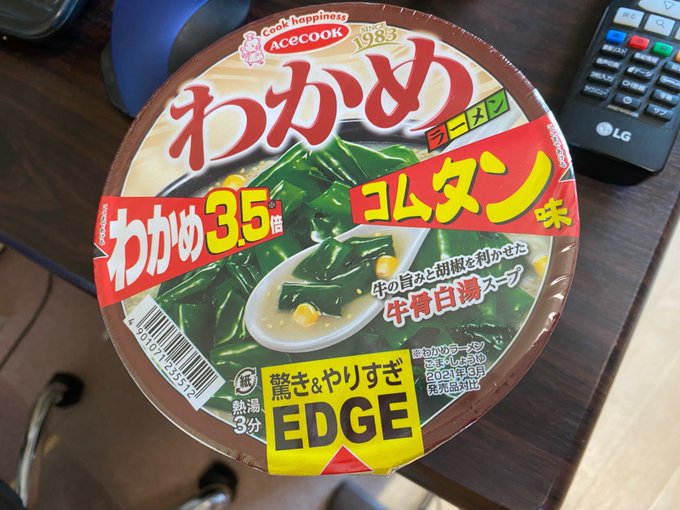 Cook happiness
ACECOOK
SINCE
1983
わかめ
ラーメン
わかめ3.5倍
※
コムタン味
牛の旨みと胡椒を利かせた
牛骨白湯スープ
※わかめラーメン
ごま・しょうゆ
2021年3月
発売品対比
4 901071 235512
紙
熱湯
3分
驚き&やりすぎ
EDGE
LG